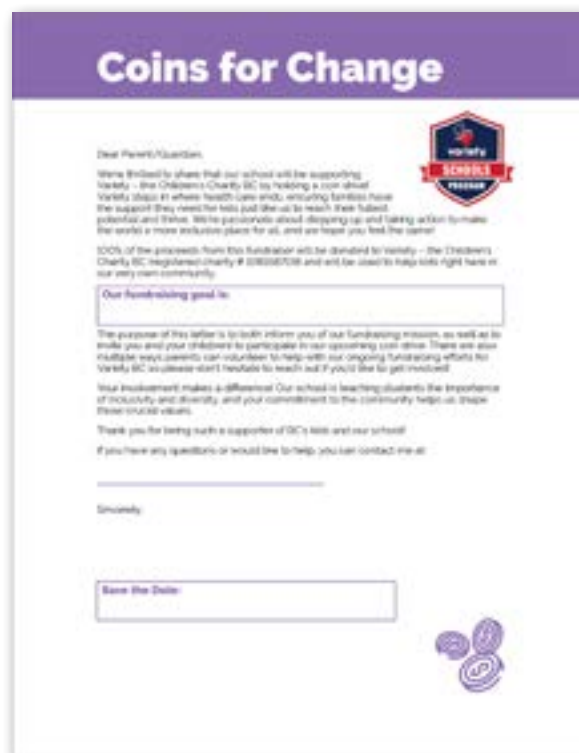 Coins for Change
variety
SCHOOLS
PROGRAM
Dear Parent/Guardian,
We're thrilled to share that our school will be supporting
Variety – the Children's Charity BC by holding a coin drive!
Variety steps in where health care ends, ensuring families have
the support they need for kids just like us to reach their fullest
potential and thrive. We're passionate about stepping up and taking action to make
the world a more inclusive place for all, and we hope you feel the same!
100% of the proceeds from this fundraiser will be donated to Variety – the Children's
Charity BC (registered charity # and will be used to help kids right here in
our very own community.
Our fundraising goal is:
The purpose of this letter is to both inform you of our fundraising mission, as well as to
invite you and your child(ren) to participate in our upcoming coin drive. There are also
multiple ways parents can volunteer to help with our ongoing fundraising efforts for
Variety BC so please don't hesitate to reach out if you'd like to get involved!
Your involvement makes a difference! Our school is teaching students the importance
of inclusivity and diversity, and your commitment to the community helps us shape
those crucial values.
Thank you for being such a supporter of BC's kids and our school!
If you have any questions or would like to help, you can contact me at:
Sincerely,
Save the Date: